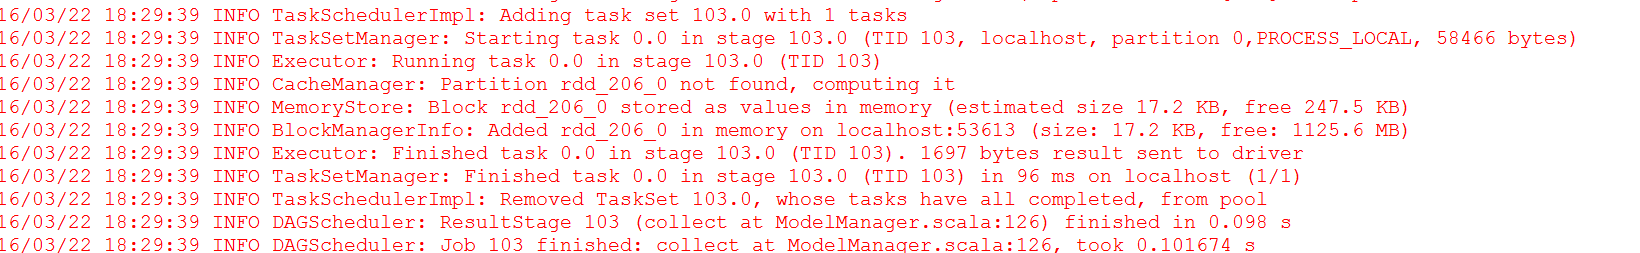 16/03/22 18:29:39 INFO TaskSchedulerImpl: Adding task set 103.0 with 1 tasks
16/03/22 18:29:39 INFO TaskSetManager: Starting task 0.0 in stage 103.0 (TID 103, localhost, partition 0,PROCESS_LOCAL, 58466 bytes)
16/03/22 18:29:39 INFO Executor: Running task 0.0 in stage 103.0 (TID 103)
16/03/22 18:29:39 INFO CacheManager: Partition rdd_206_0 not found, computing it
16/03/22 18:29:39 INFO MemoryStore: Block rdd_206_0 stored as values in memory (estimated size 17.2 KB, free 247.5 KB)
16/03/22 18:29:39 INFO BlockManagerInfo: Added rdd_206_0 in memory on localhost:53613 (size: 17.2 KB, free: 1125.6 MB)
16/03/22 18:29:39 INFO Executor: Finished task 0.0 in stage 103.0 (TID 103). 1697 bytes result sent to driver
16/03/22 18:29:39 INFO TaskSetManager: Finished task 0.0 in stage 103.0 (TID 103) in 96 ms on localhost (1/1)
16/03/22 18:29:39 INFO TaskSchedulerImpl: Removed TaskSet 103.0, whose tasks have all completed, from pool
16/03/22 18:29:39 INFO DAGScheduler: ResultStage 103 (collect at ModelManager.scala:126) finished in 0.098 s
16/03/22 18:29:39 INFO DAGScheduler: Job 103 finished: collect at ModelManager.scala:126, took 0.101674 s